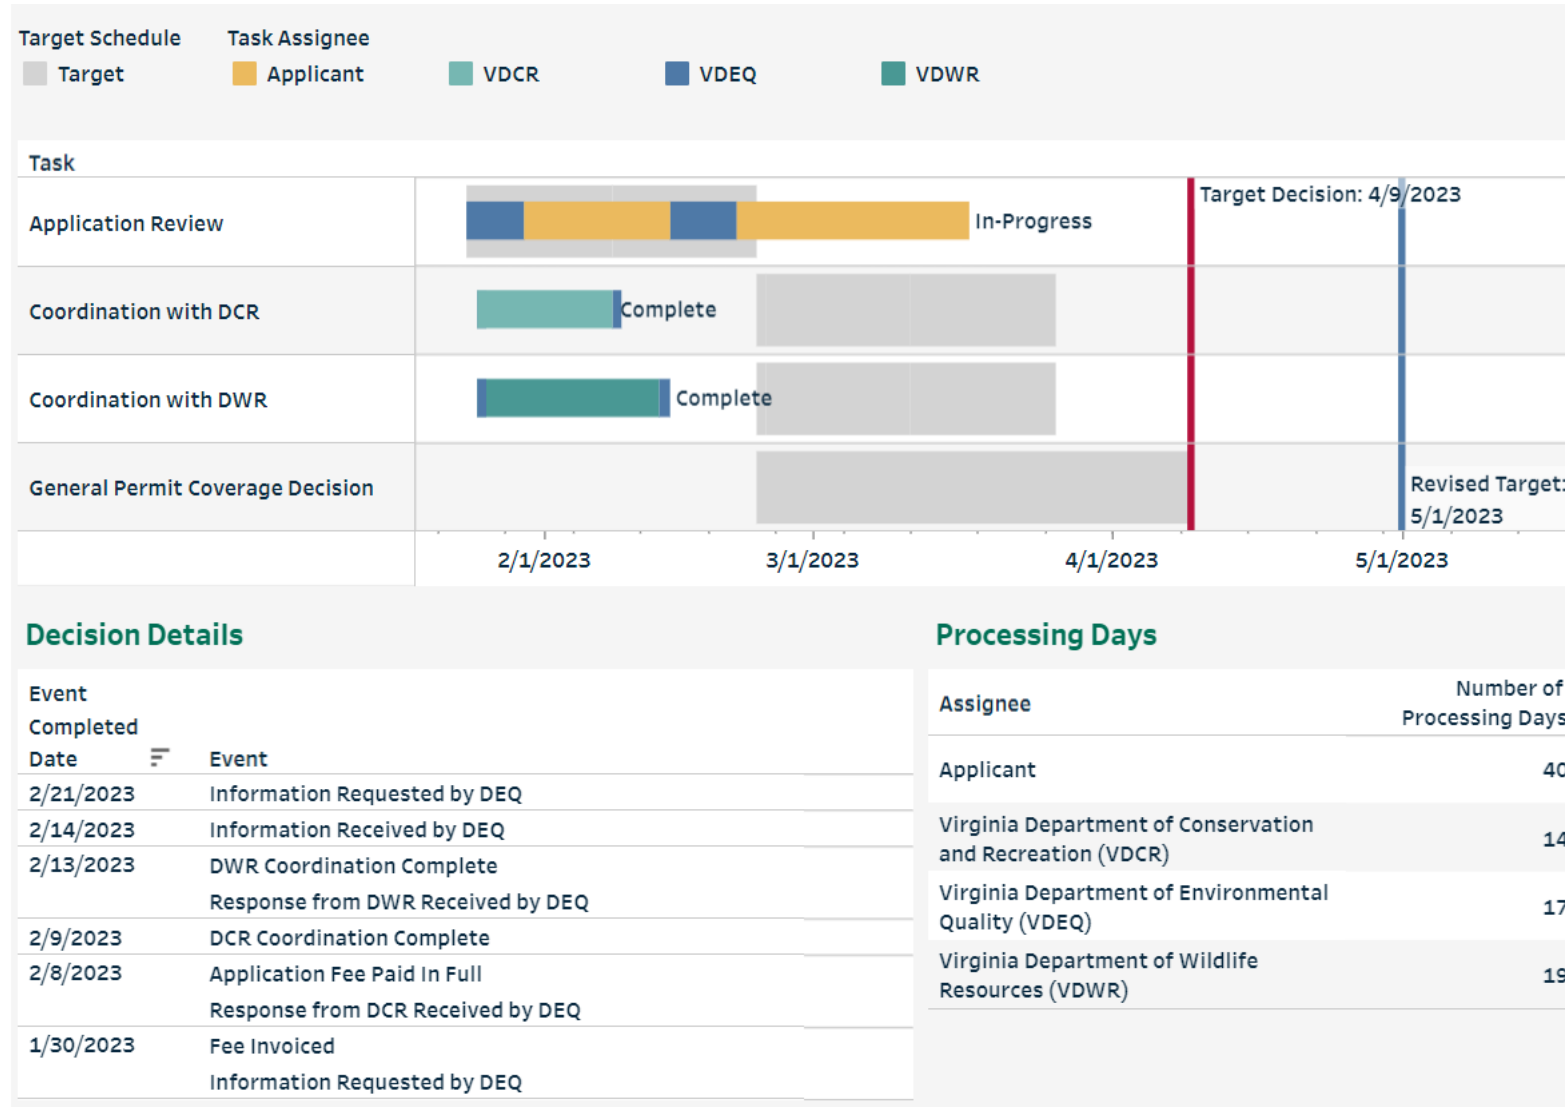 Target Schedule
Task Assignee
Target
Applicant
VDCR
VDEQ
VDWR
Task
Application Review
In-Progress
Target Decision: 4/9/2023
Coordination with DCR
Complete
Coordination with DWR
Complete
General Permit Coverage Decision
Revised Target:
5/1/2023
2/1/2023
3/1/2023
4/1/2023
5/1/2023
Decision Details
Event
Completed
Date
Event
2/21/2023 Information Requested by DEQ
2/14/2023 Information Received by DEQ
2/13/2023 DWR Coordination Complete
Response from DWR Received by DEQ
2/9/2023 DCR Coordination Complete
2/8/2023 Application Fee Paid In Full
Response from DCR Received by DEQ
1/30/2023 Fee Invoiced
Information Requested by DEQ
Processing Days
Assignee
Number of
Processing Days
Applicant 40
Virginia Department of Conservation
and Recreation (VDCR) 14
Virginia Department of Environmental
Quality (VDEQ) 17
Virginia Department of Wildlife
Resources (VDWR) 19